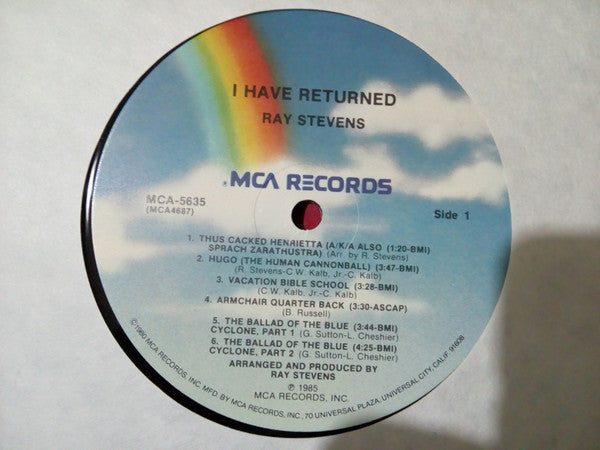 I HAVE RETURNED
RAY STEVENS
MCA RECORDS
MCA-5635
(MCA4687)
Side 1
1. THUS CACKED HENRIETTA (A/K/A ALSO (1:20-BMI)
SPRACH ZARATHUSTRA) (Arr. by R. Stevens)
2. HUGO (THE HUMAN CANNONBALL) (3:47-BMI)
(R. Stevens-C.W. Kalb, Jr.-C. Kalb)
3. VACATION BIBLE SCHOOL (3:28-BMI)
(C.W. Kalb, Jr.-C. Kalb)
4. ARMCHAIR QUARTER BACK (3:30-ASCAP)
(B. Russell)
5. THE BALLAD OF THE BLUE (3:44-BMI)
CYCLONE, PART 1 (G. Sutton-L. Cheshier)
6. THE BALLAD OF THE BLUE (4:25-BMI)
CYCLONE, PART 2 (G. Sutton-L. Cheshier)
ARRANGED AND PRODUCED BY
RAY STEVENS
℗ 1985
MCA RECORDS, INC.
©1980 MCA RECORDS, INC. MFD. BY MCA RECORDS, INC., 70 UNIVERSAL PLAZA, UNIVERSAL CITY, CALIF. 91608